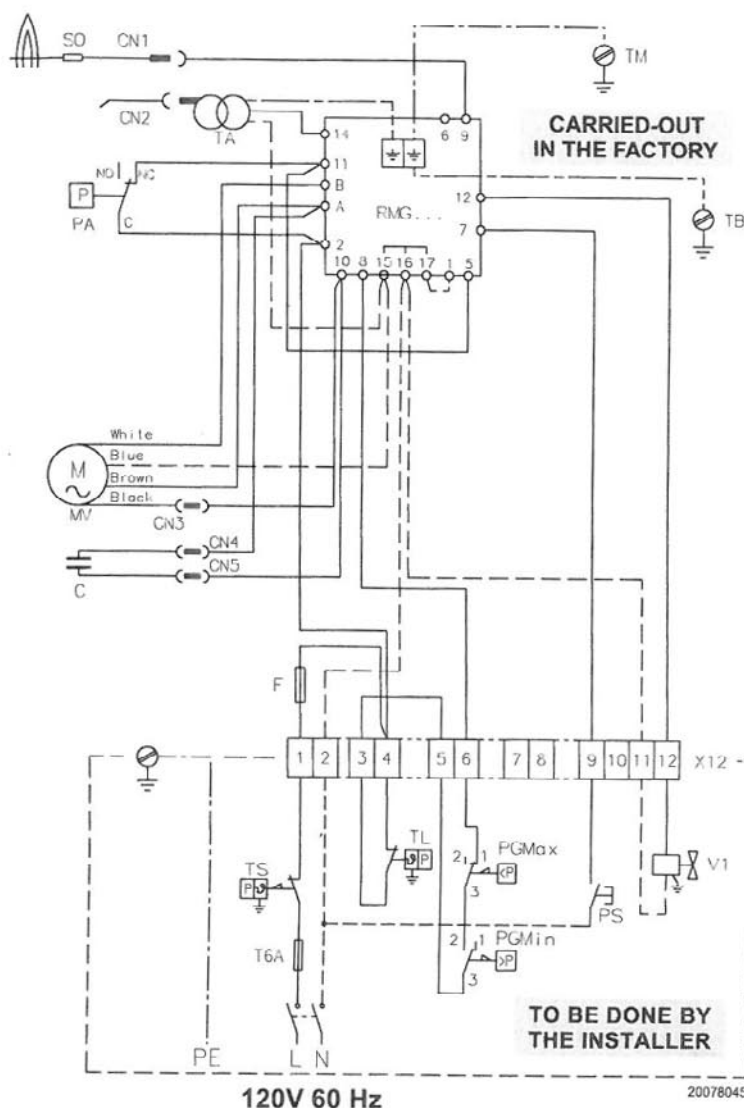 SO
CN1
TM
CN2
TA
14
6
9
CARRIED-OUT
IN THE FACTORY
NO
NC
11
P
B
12
PA
A
RMG...
7
TB
C
2
10
8
15
16
17
1
5
White
Blue
M
Brown
Black
MV
CN3
CN4
CN5
C
F
1
2
3
4
5
6
7
8
9
10
11
12
X12 -
TL
P
2
1
PGMax
TS
P
<P
V1
3
PS
T6A
2
1
PGMin
>P
3
TO BE DONE BY
THE INSTALLER
PE
L
N
120V 60 Hz
20078045